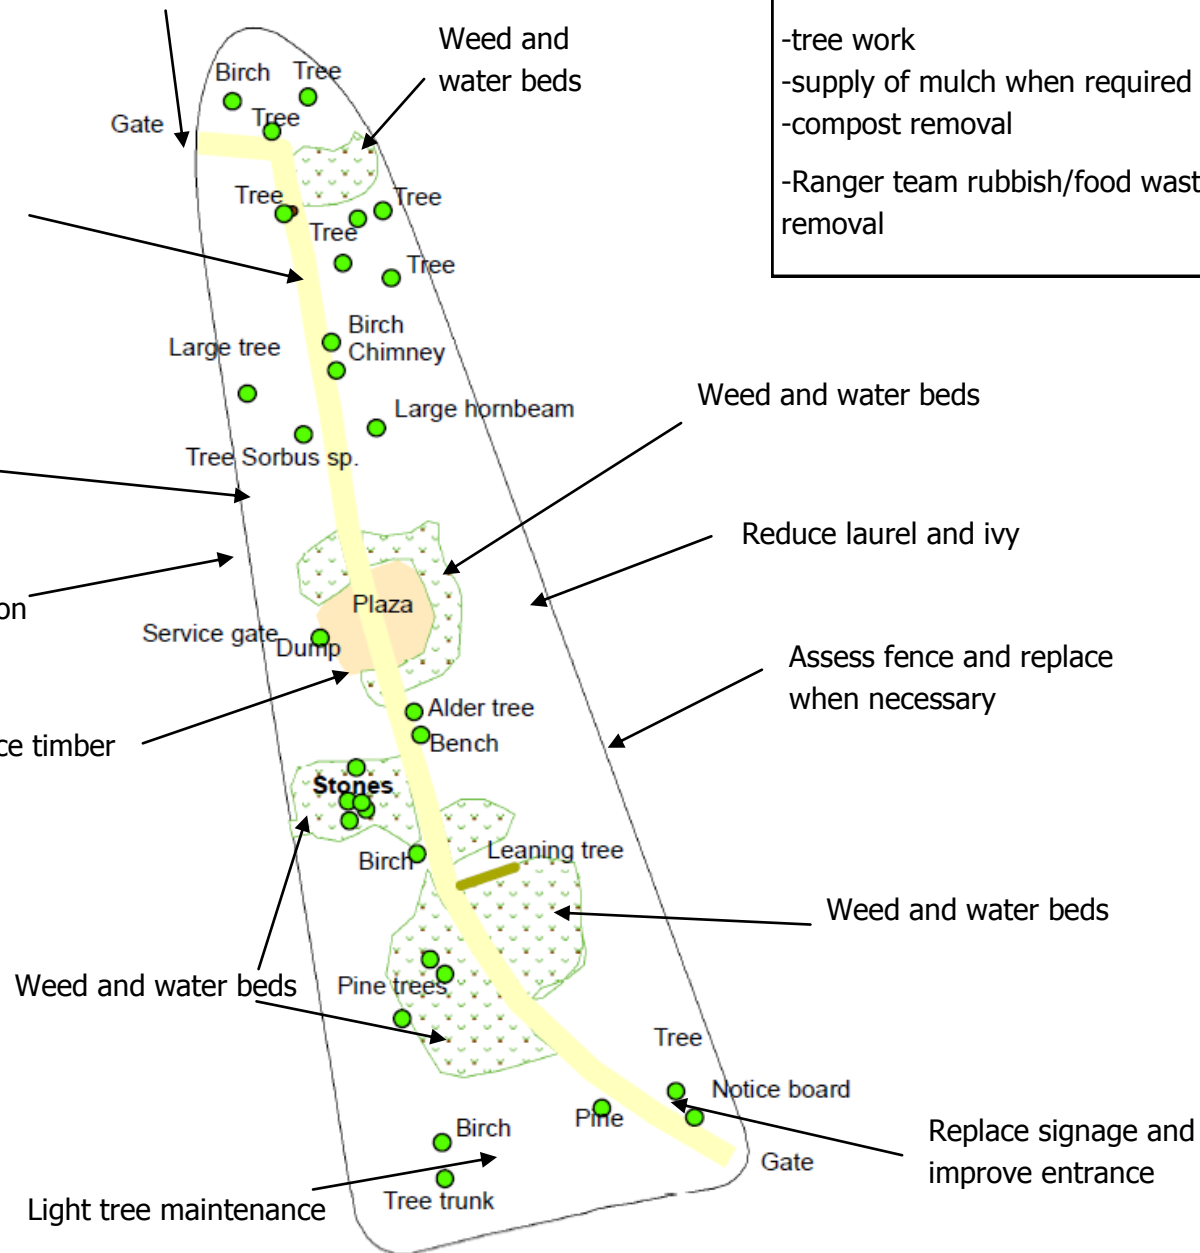 -tree work
-supply of mulch when required
-compost removal
-Ranger team rubbish/food wast
removal
Weed and
water beds
Birch
Tree
Gate
Tree
Tree
Tree
Tree
Tree
Birch
Chimney
Large tree
Large hornbeam
Tree Sorbus sp.
Weed and water beds
Reduce laurel and ivy
on
Plaza
Service gate
Dump
Assess fence and replace
when necessary
Alder tree
Bench
ce timber
Stones
Birch
Leaning tree
Weed and water beds
Weed and water beds
Pine trees
Tree
Notice board
Pine
Birch
Replace signage and
improve entrance
Gate
Tree trunk
Light tree maintenance